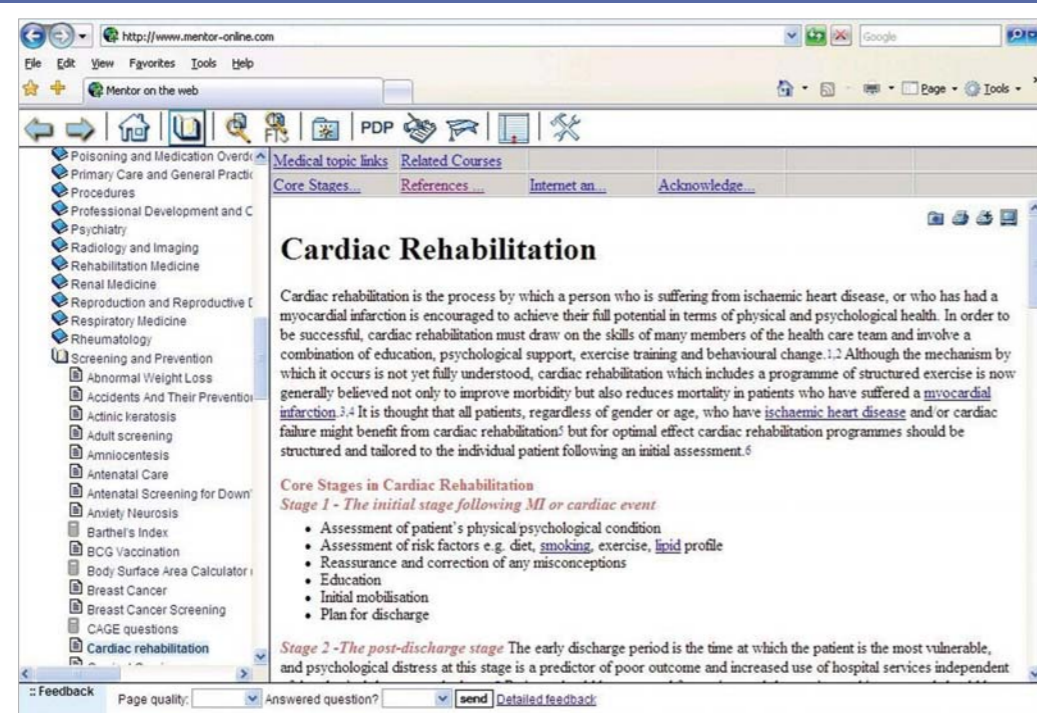 http://www.mentor-online.com
Google
File Edit View Favorites Tools Help
Mentor on the web
Page Tools
FTS PDP
Poisoning and Medication Overd
Primary Care and General Practic
Procedures
Professional Development and C
Psychiatry
Radiology and Imaging
Rehabilitation Medicine
Renal Medicine
Reproduction and Reproductive D
Respiratory Medicine
Rheumatology
Screening and Prevention
Abnormal Weight Loss
Accidents And Their Prevention
Actinic keratosis
Adult screening
Amniocentesis
Antenatal Care
Antenatal Screening for Down'
Anxiety Neurosis
Barthel's Index
BCG Vaccination
Body Surface Area Calculator
Breast Cancer
Breast Cancer Screening
CAGE questions
Cardiac rehabilitation
Medical topic links Related Courses
Core Stages... References ... Internet an... Acknowledge...
Cardiac Rehabilitation
Cardiac rehabilitation is the process by which a person who is suffering from ischaemic heart disease, or who has had a
myocardial infarction is encouraged to achieve their full potential in terms of physical and psychological health. In order to
be successful, cardiac rehabilitation must draw on the skills of many members of the health care team and involve a
combination of education, psychological support, exercise training and behavioural change.1,2 Although the mechanism by
which it occurs is not yet fully understood, cardiac rehabilitation which includes a programme of structured exercise is now
generally believed not only to improve morbidity but also reduces mortality in patients who have suffered a myocardial
infarction.3,4 It is thought that all patients, regardless of gender or age, who have ischaemic heart disease and/or cardiac
failure might benefit from cardiac rehabilitation5 but for optimal effect cardiac rehabilitation programmes should be
structured and tailored to the individual patient following an initial assessment.6
Core Stages in Cardiac Rehabilitation
Stage 1 - The initial stage following MI or cardiac event
• Assessment of patient's physical/psychological condition
• Assessment of risk factors e.g. diet, smoking, exercise, lipid profile
• Reassurance and correction of any misconceptions
• Education
• Initial mobilisation
• Plan for discharge
Stage 2 -The post-discharge stage The early discharge period is the time at which the patient is the most vulnerable,
and psychological distress at this stage is a predictor of poor outcome and increased use of hospital services independent
:: Feedback Page quality: Answered question? send Detailed feedback